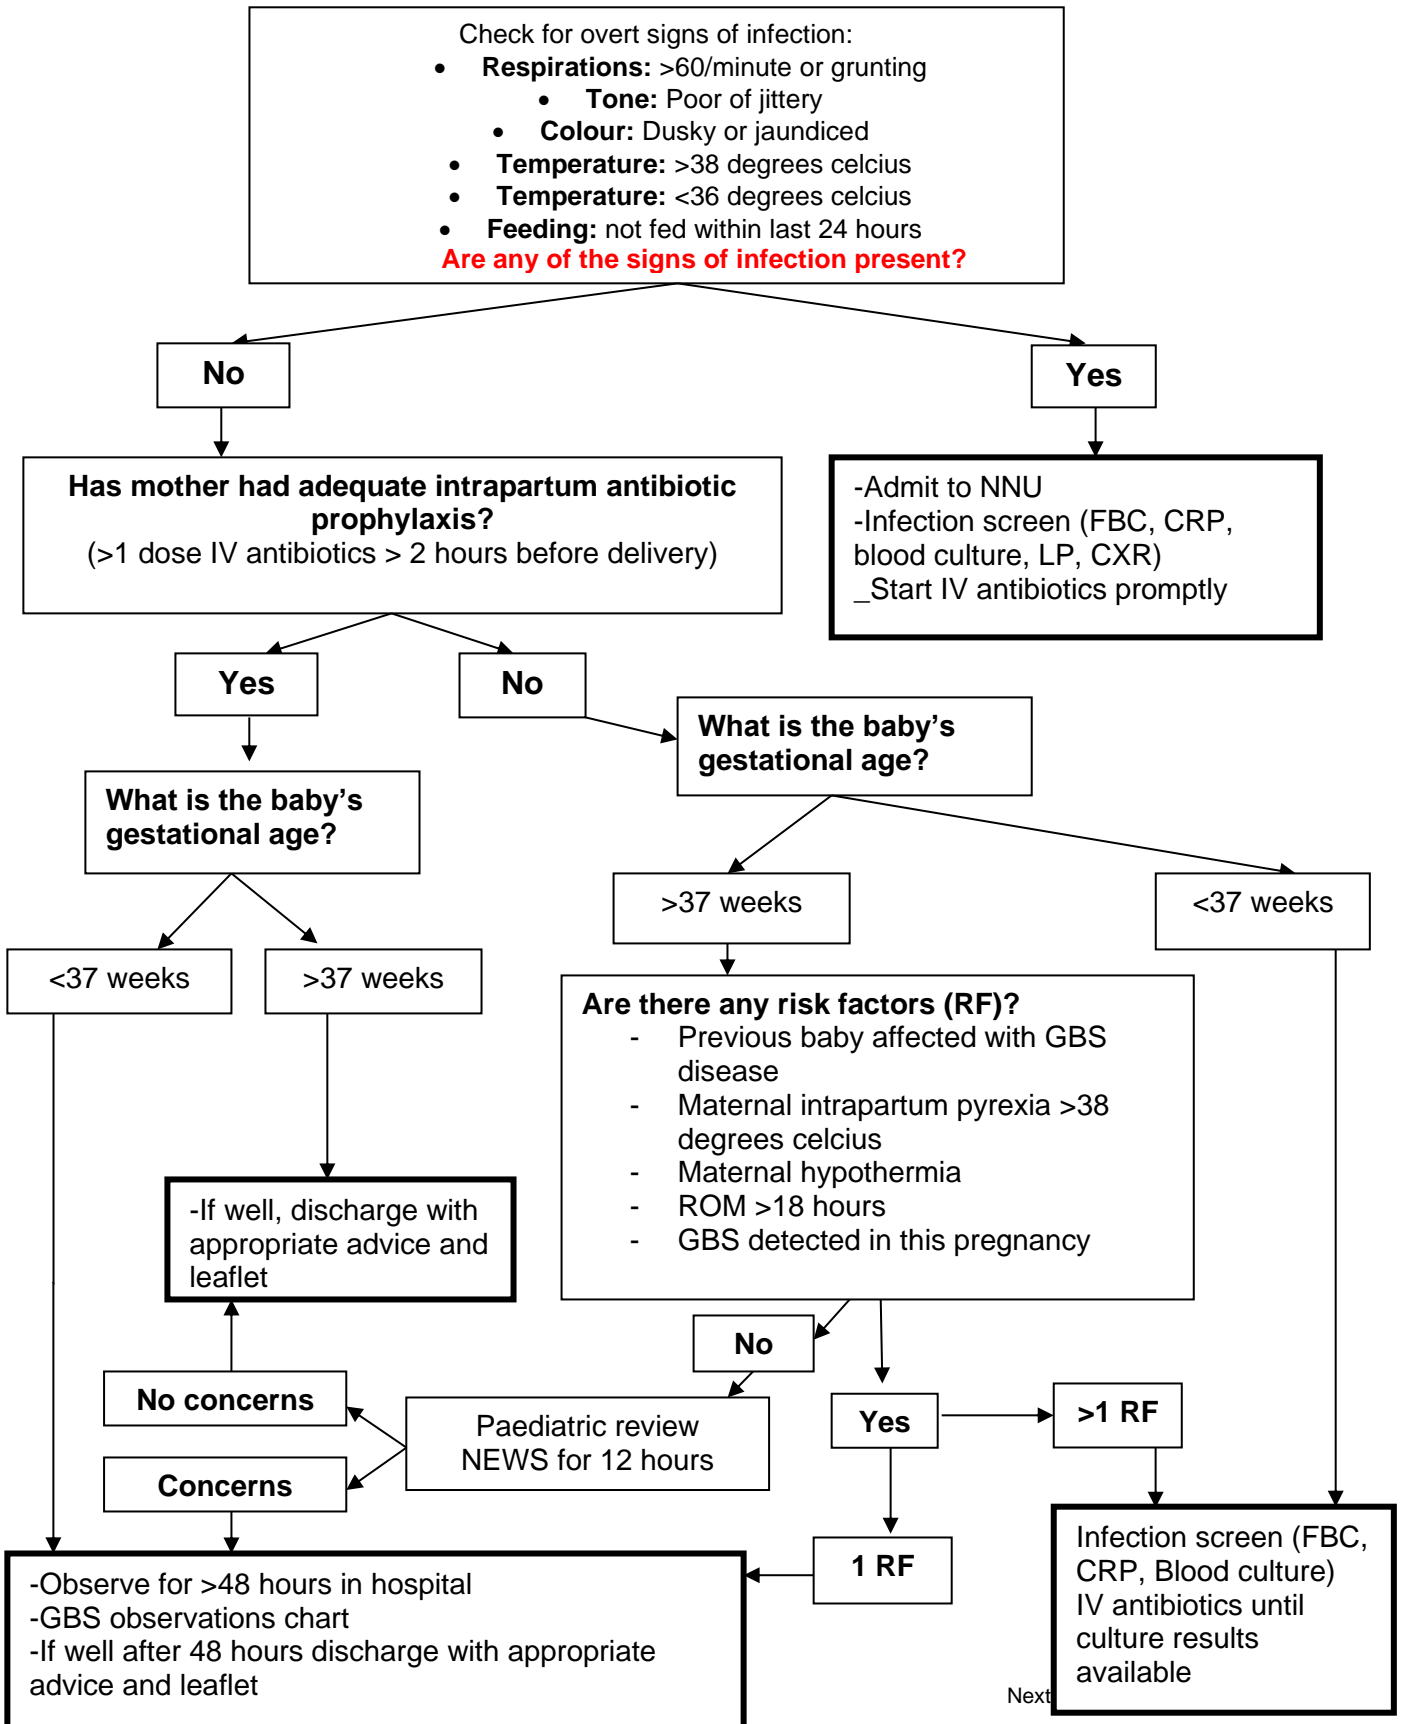 Check for overt signs of infection:
• Respirations: >60/minute or grunting
• Tone: Poor of jittery
• Colour: Dusky or jaundiced
• Temperature: >38 degrees celcius
• Temperature: <36 degrees celcius
• Feeding: not fed within last 24 hours
Are any of the signs of infection present?
No
Yes
Has mother had adequate intrapartum antibiotic
prophylaxis?
(>1 dose IV antibiotics > 2 hours before delivery)
-Admit to NNU
-Infection screen (FBC, CRP,
blood culture, LP, CXR)
_Start IV antibiotics promptly
Yes
No
What is the baby's
gestational age?
What is the baby's
gestational age?
>37 weeks
<37 weeks
<37 weeks
>37 weeks
Are there any risk factors (RF)?
- Previous baby affected with GBS
disease
- Maternal intrapartum pyrexia >38
degrees celcius
- Maternal hypothermia
- ROM >18 hours
- GBS detected in this pregnancy
-If well, discharge with
appropriate advice and
leaflet
No
No concerns
Paediatric review
NEWS for 12 hours
Yes
>1 RF
Concerns
1 RF
Infection screen (FBC,
CRP, Blood culture)
IV antibiotics until
culture results
available
-Observe for >48 hours in hospital
-GBS observations chart
-If well after 48 hours discharge with appropriate
advice and leaflet
Next